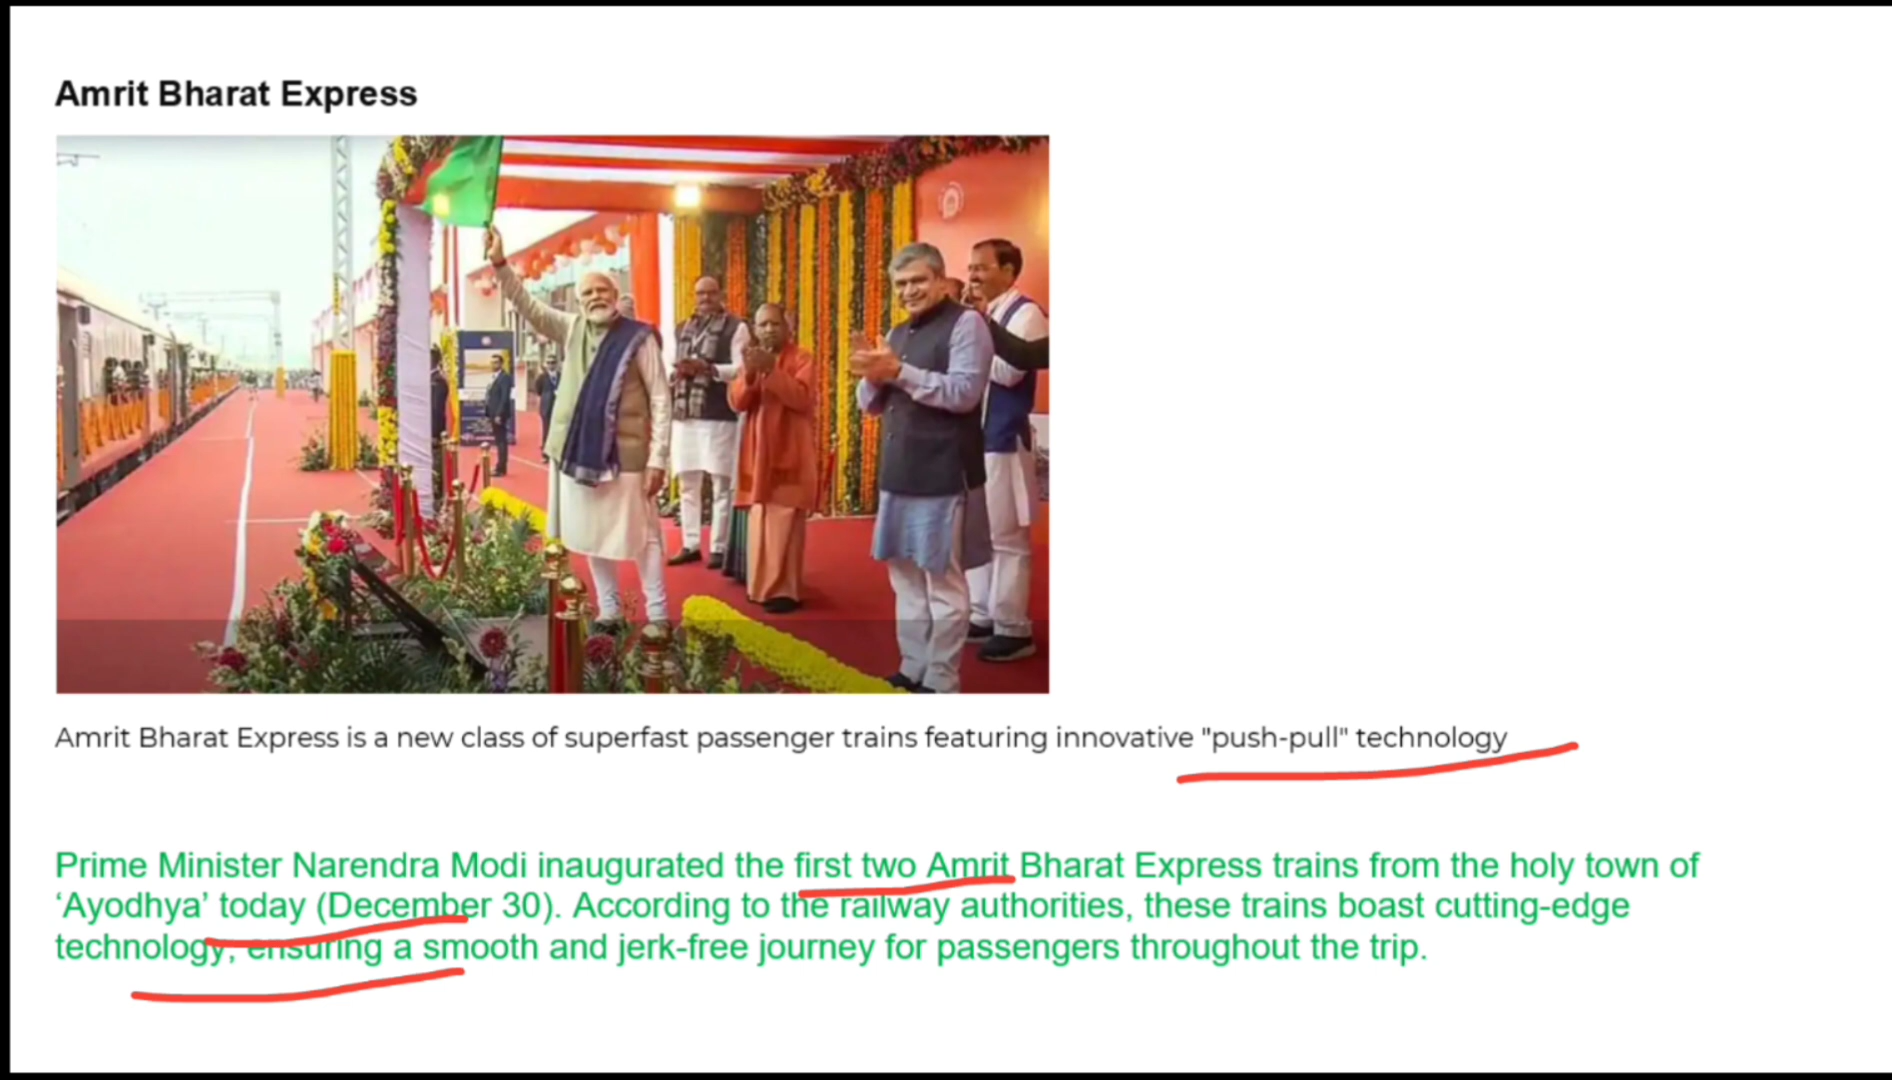 Amrit Bharat Express
Amrit Bharat Express is a new class of superfast passenger trains featuring innovative "push-pull" technology
Prime Minister Narendra Modi inaugurated the first two Amrit Bharat Express trains from the holy town of
‘Ayodhya’ today (December 30). According to the railway authorities, these trains boast cutting-edge
technology, ensuring a smooth and jerk-free journey for passengers throughout the trip.